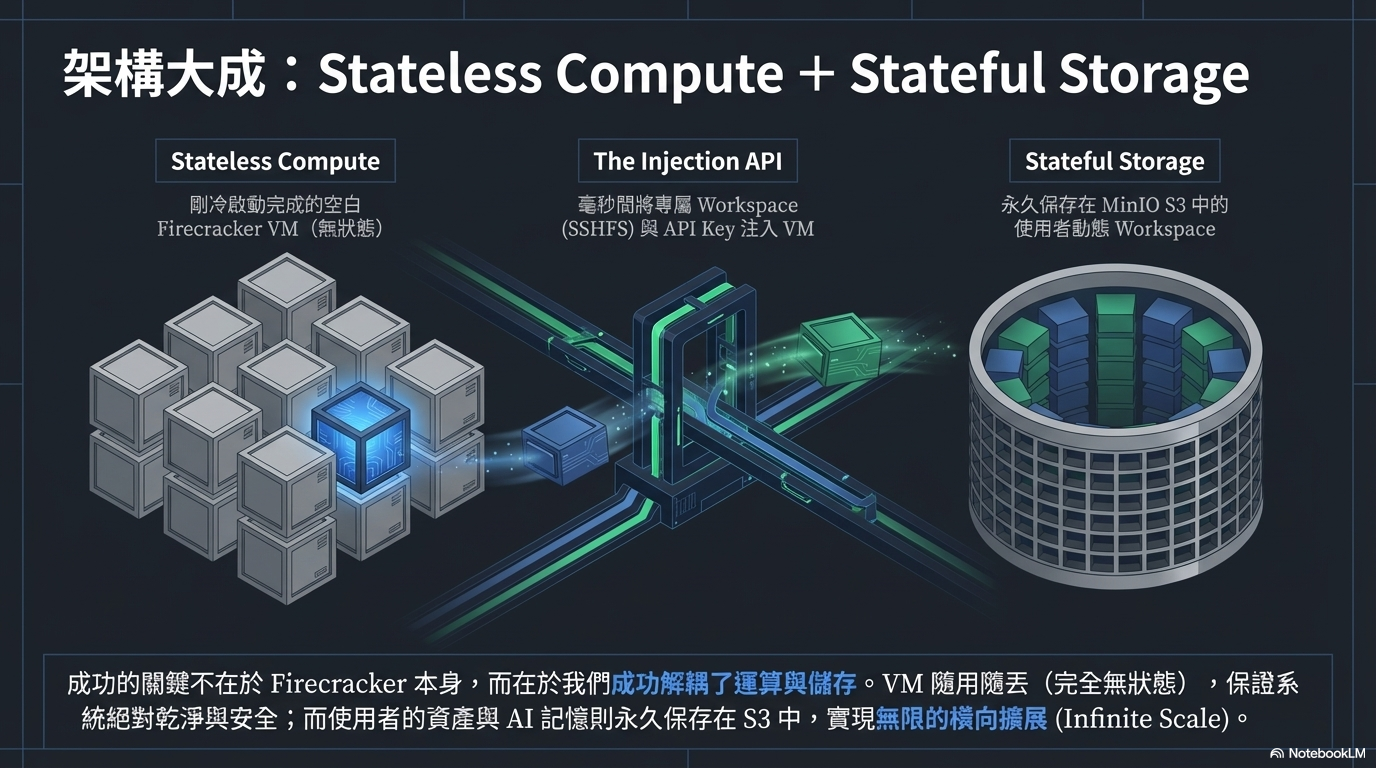 架構大成：Stateless Compute + Stateful Storage
Stateless Compute
剛冷啟動完成的空白
Firecracker VM（無狀態）
The Injection API
毫秒間將專屬 Workspace
(SSHFS) 與 API Key 注入 VM
Stateful Storage
永久保存在 MinIO S3 中的
使用者動態 Workspace
成功的關鍵不在於 Firecracker 本身，而在於我們成功解耦了運算與儲存。VM 隨用隨丟（完全無狀態），保證系
統絕對乾淨與安全；而使用者的資產與 AI 記憶則永久保存在 S3 中，實現無限的橫向擴展 (Infinite Scale)。
NotebookLM